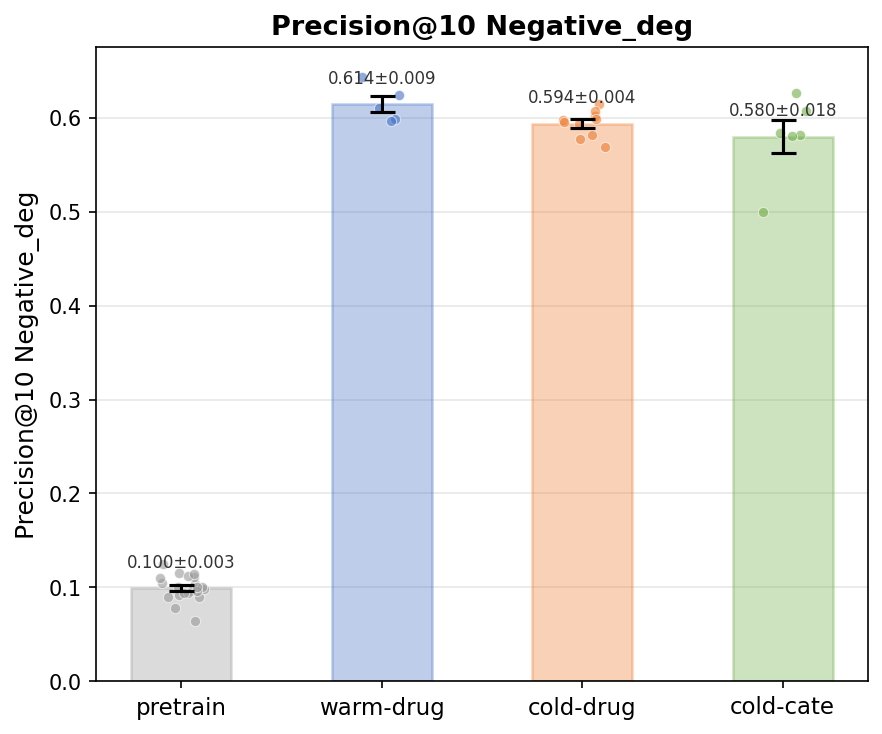 Precision@10 Negative_deg
Precision@10 Negative_deg
0.6
0.5
0.4
0.3
0.2
0.1
0.0
0.100±0.003
0.614±0.009
0.594±0.004
0.580±0.018
pretrain
warm-drug
cold-drug
cold-cate